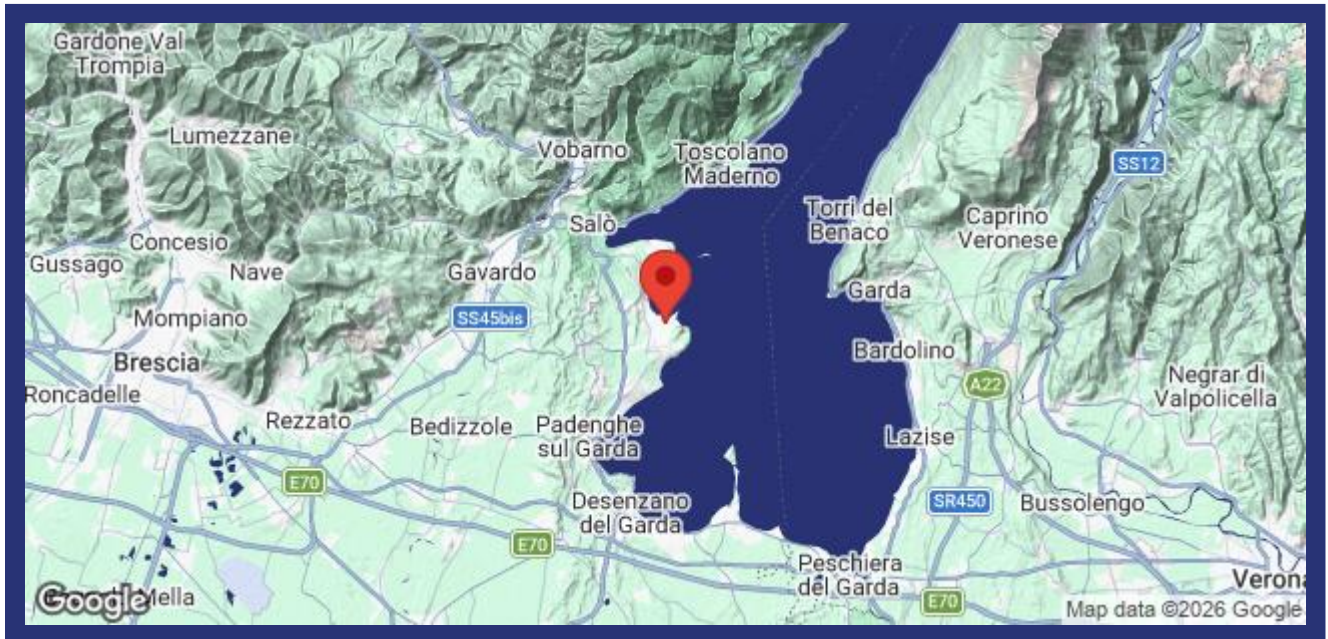 Gardone Val
Trompia
Lumezzane
Vobarno
Toscolano
Maderno
SS12
Salò
Torri del
Benaco
Caprino
Veronese
Concesio
Gussago
Nave
Gavardo
Garda
Mompiano
SS45bis
Bardolino
Brescia
A22
Roncadelle
Negrar di
Valpolicella
Rezzato
Bedizzole
Padenghe
sul Garda
Lazise
E70
Desenzano
del Garda
SR450
Bussolengo
E70
Peschiera
del Garda
Verona
E70
Google
Mella
Map data ©2026 Google